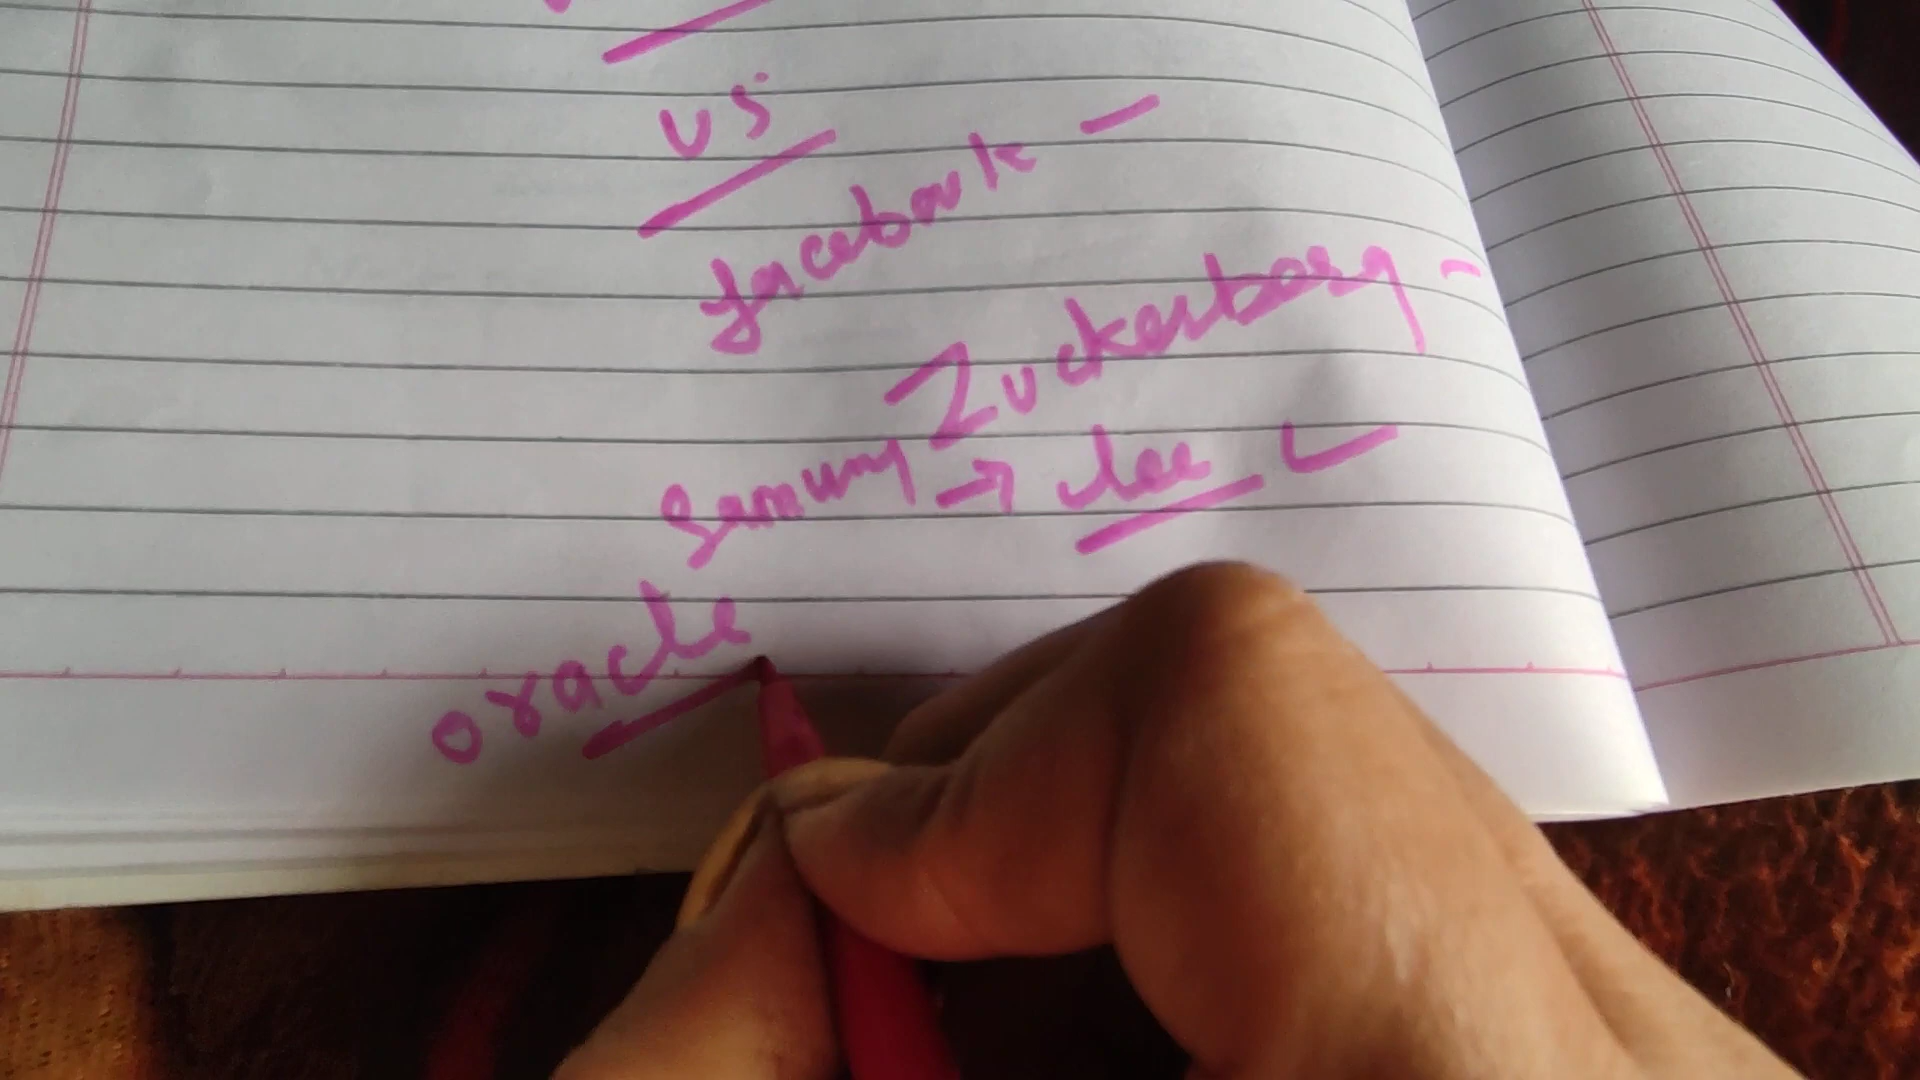 US
facebook -
Zuckerberg -
Samsung → Lee
oracle